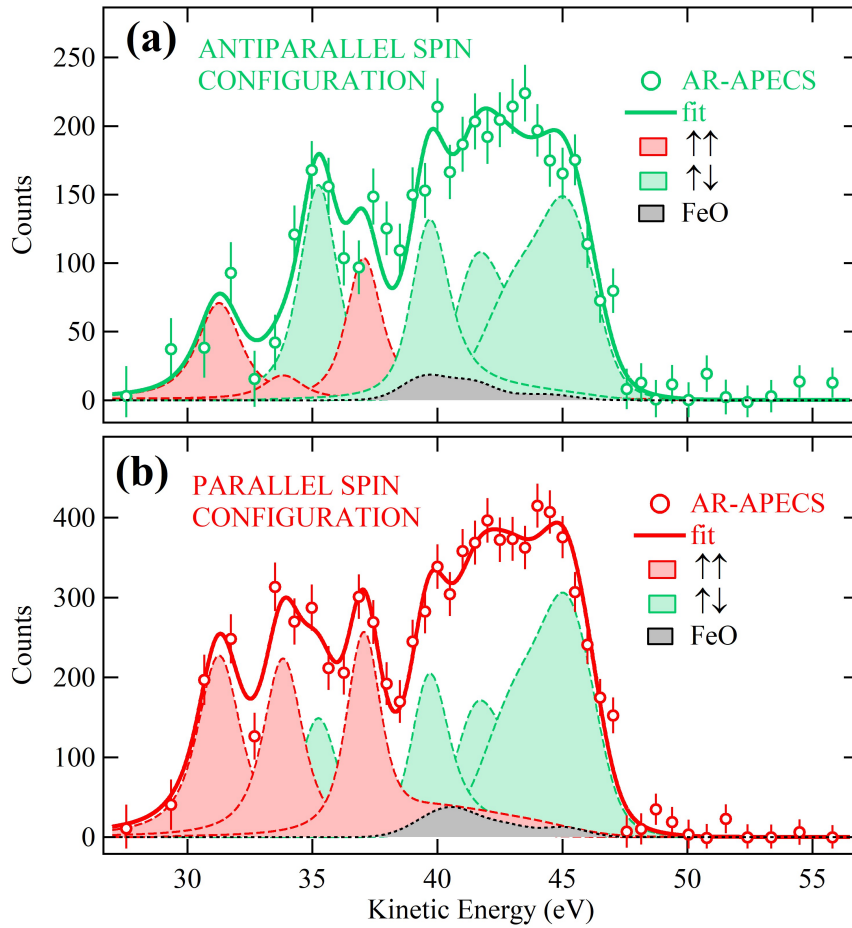 (a)
ANTIPARALLEL SPIN
CONFIGURATION
AR-APECS
fit
↑↑
↑↓
FeO
Counts
250
200
150
100
50
0
(b)
PARALLEL SPIN
CONFIGURATION
AR-APECS
fit
↑↑
↑↓
FeO
Counts
400
300
200
100
0
30 35 40 45 50 55
Kinetic Energy (eV)